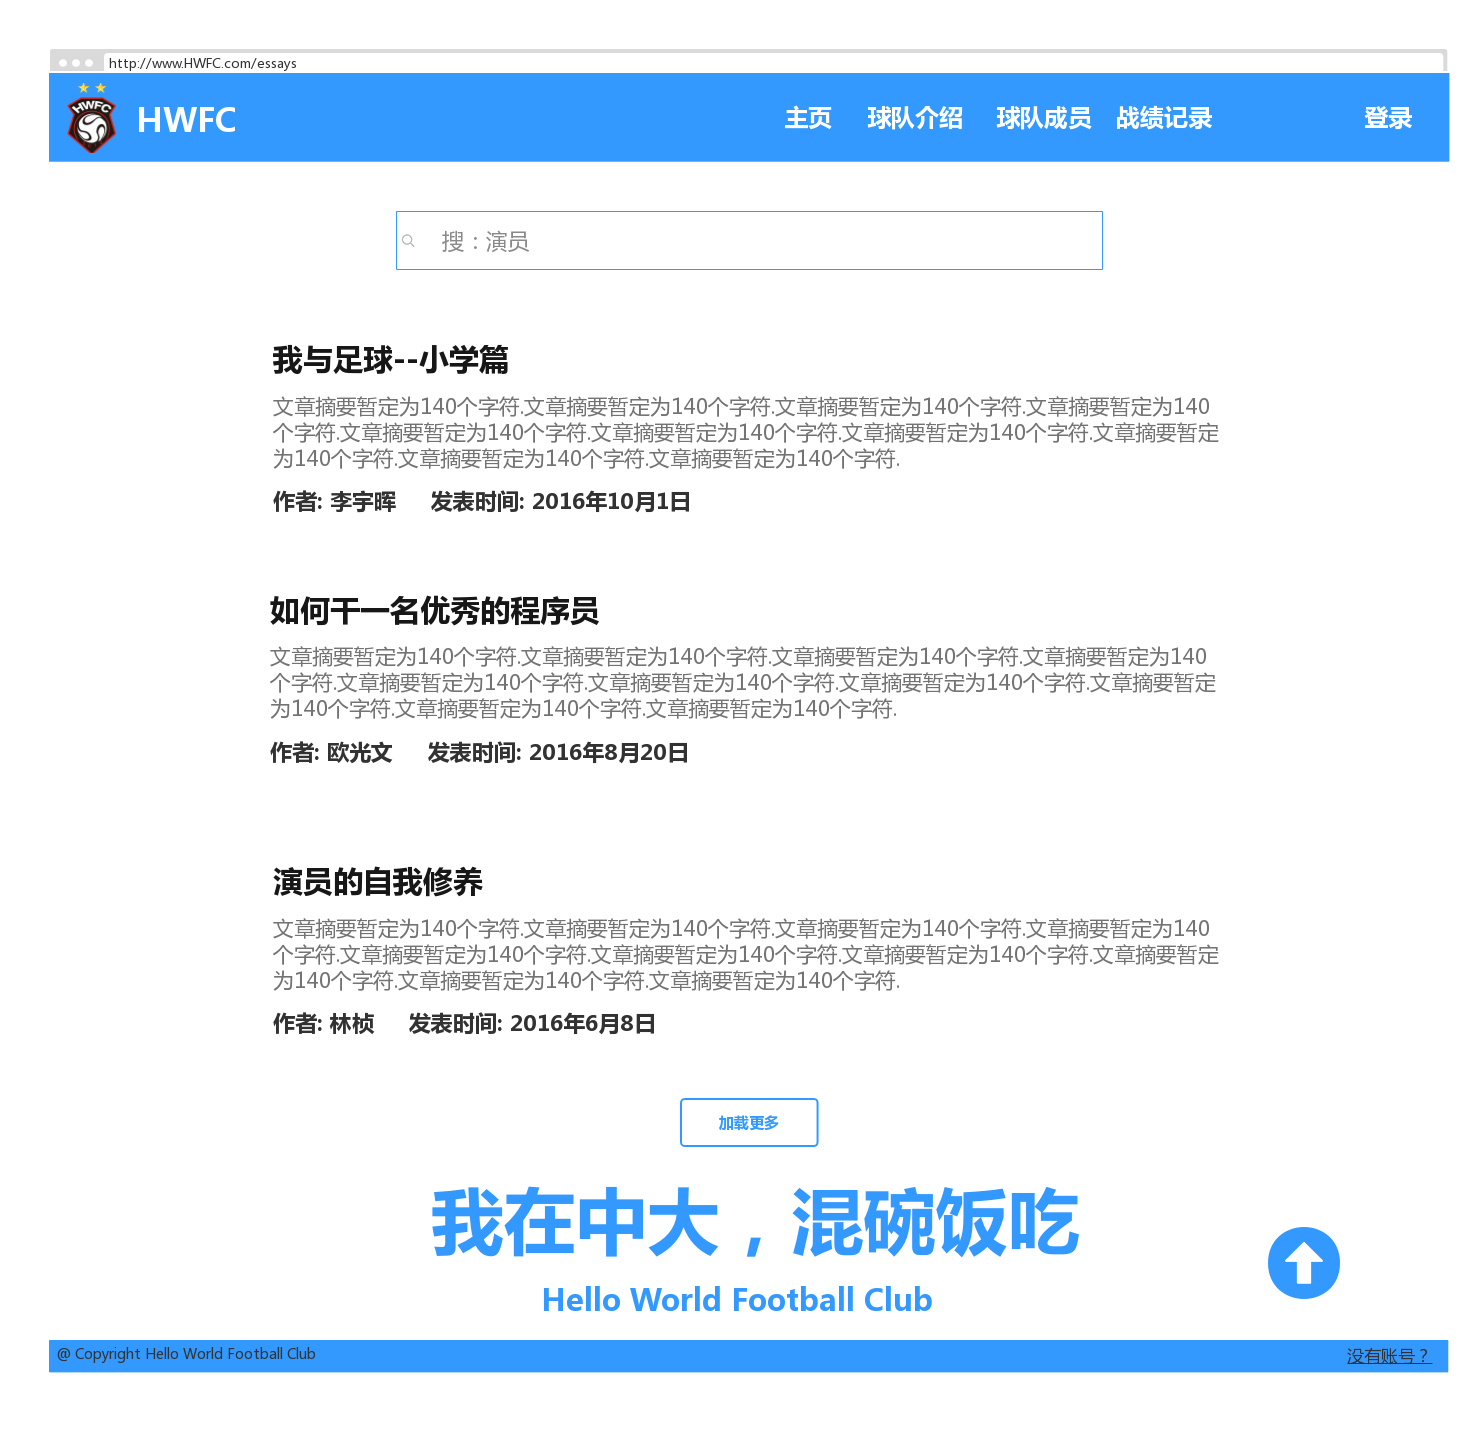 http://www.HWFC.com/essays
HWFC
HWFC
主页 球队介绍 球队成员 战绩记录 登录
搜：演员
我与足球--小学篇
文章摘要暂定为140个字符.文章摘要暂定为140个字符.文章摘要暂定为140个字符.文章摘要暂定为140
个字符.文章摘要暂定为140个字符.文章摘要暂定为140个字符.文章摘要暂定为140个字符.文章摘要暂定
为140个字符.文章摘要暂定为140个字符.文章摘要暂定为140个字符.
作者: 李宇晖 发表时间: 2016年10月1日
如何干一名优秀的程序员
文章摘要暂定为140个字符.文章摘要暂定为140个字符.文章摘要暂定为140个字符.文章摘要暂定为140
个字符.文章摘要暂定为140个字符.文章摘要暂定为140个字符.文章摘要暂定为140个字符.文章摘要暂定
为140个字符.文章摘要暂定为140个字符.文章摘要暂定为140个字符.
作者: 欧光文 发表时间: 2016年8月20日
演员的自我修养
文章摘要暂定为140个字符.文章摘要暂定为140个字符.文章摘要暂定为140个字符.文章摘要暂定为140
个字符.文章摘要暂定为140个字符.文章摘要暂定为140个字符.文章摘要暂定为140个字符.文章摘要暂定
为140个字符.文章摘要暂定为140个字符.文章摘要暂定为140个字符.
作者: 林桢 发表时间: 2016年6月8日
加载更多
我在中大，混碗饭吃
Hello World Football Club
@ Copyright Hello World Football Club 没有账号？